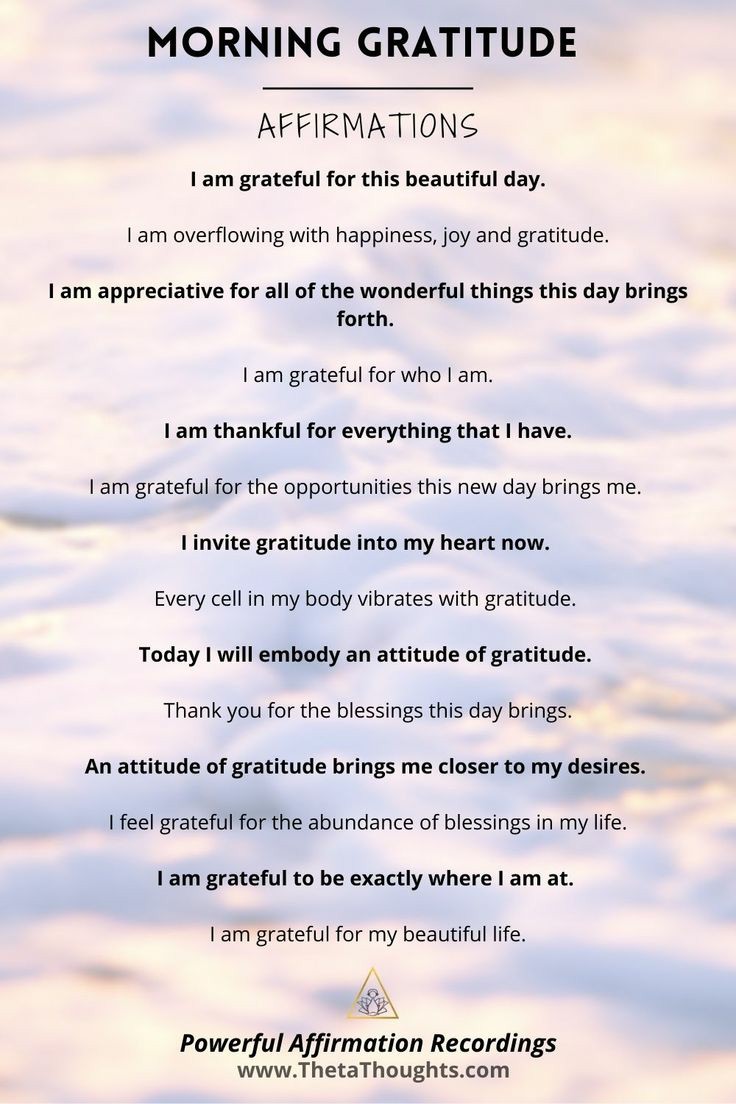 MORNING GRATITUDE
AFFIRMATIONS
I am grateful for this beautiful day.
I am overflowing with happiness, joy and gratitude.
I am appreciative for all of the wonderful things this day brings
forth.
I am grateful for who I am.
I am thankful for everything that I have.
I am grateful for the opportunities this new day brings me.
I invite gratitude into my heart now.
Every cell in my body vibrates with gratitude.
Today I will embody an attitude of gratitude.
Thank you for the blessings this day brings.
An attitude of gratitude brings me closer to my desires.
I feel grateful for the abundance of blessings in my life.
I am grateful to be exactly where I am at.
I am grateful for my beautiful life.
Powerful Affirmation Recordings
www.ThetaThoughts.com